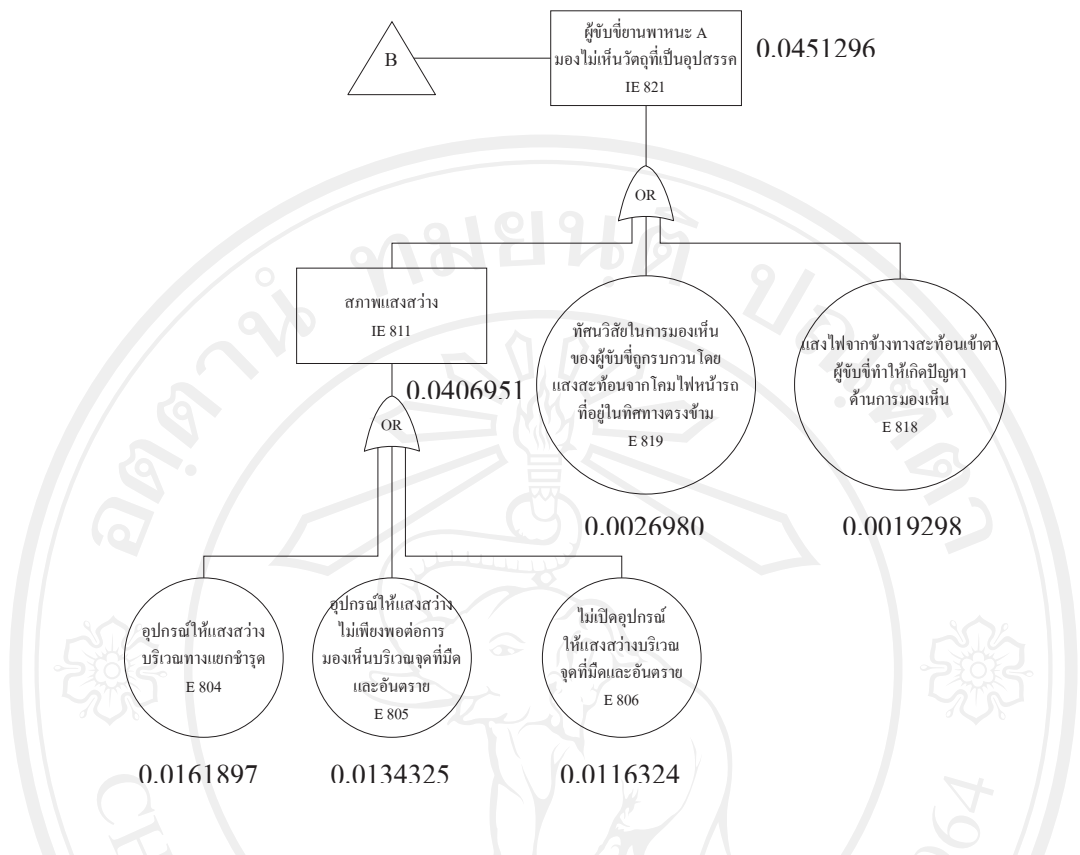 B
ผู้ขับขี่ยานพาหนะ A
มองไม่เห็นวัตถุที่เป็นอุปสรรค
IE 821
0.0451296
OR
สภาพแสงสว่าง
IE 811
0.0406951
ทัศนวิสัยในการมองเห็น
ของผู้ขับขี่ถูกรบกวนโดย
แสงสะท้อนจากโคมไฟหน้ารถ
ที่อยู่ในทิศทางตรงข้าม
E 819
0.0026980
แสงไฟจากข้างทางสะท้อนเข้าตา
ผู้ขับขี่ทำให้เกิดปัญหา
ด้านการมองเห็น
E 818
0.0019298
OR
อุปกรณ์ให้แสงสว่าง
บริเวณทางแยกชำรุด
E 804
0.0161897
อุปกรณ์ให้แสงสว่าง
ไม่เพียงพอต่อการ
มองเห็นบริเวณจุดที่มืด
และอันตราย
E 805
0.0134325
ไม่เปิดอุปกรณ์
ให้แสงสว่างบริเวณ
จุดที่มืดและอันตราย
E 806
0.0116324
อตฺตานํ ทมยนฺติ ปณฺฑิตา
964